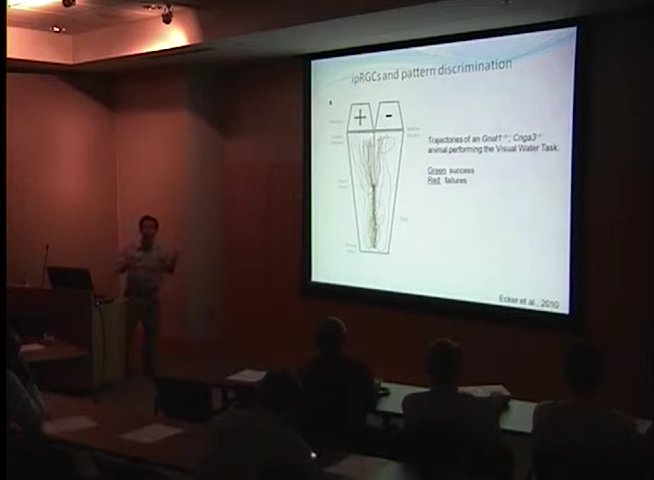 ipRGCs and pattern discrimination
A
+ -
Trajectories of an Gnat1-/-; Cnga3-/-
animal performing the Visual Water Task.
Green: success
Red: failures
Ecker et al., 2010